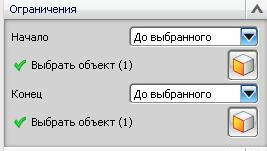 Ограничения
Начало До выбранного
Выбрать объект (1)
Конец До выбранного
Выбрать объект (1)